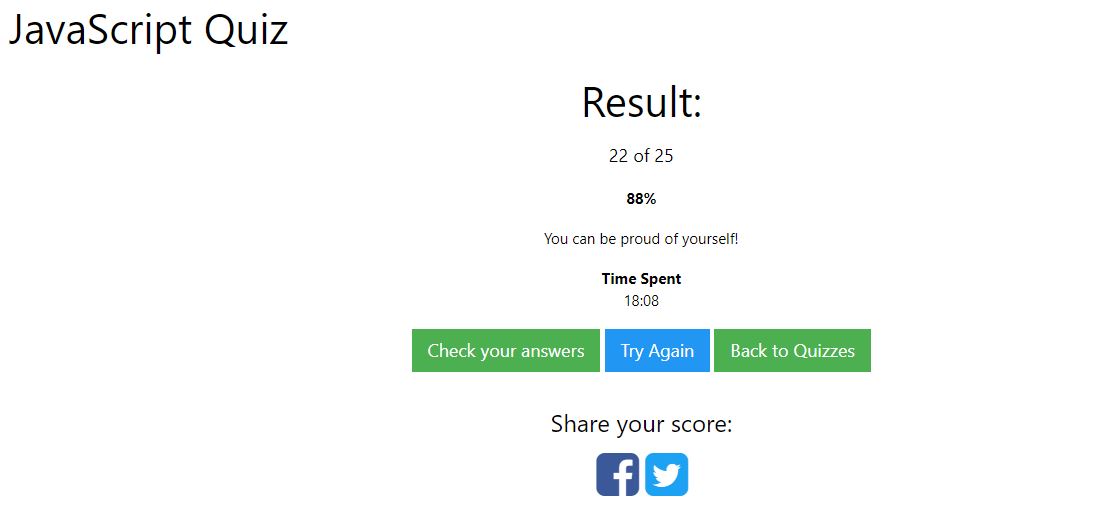 JavaScript Quiz
Result:
22 of 25
88%
You can be proud of yourself!
Time Spent
18:08
Check your answers Try Again Back to Quizzes
Share your score: